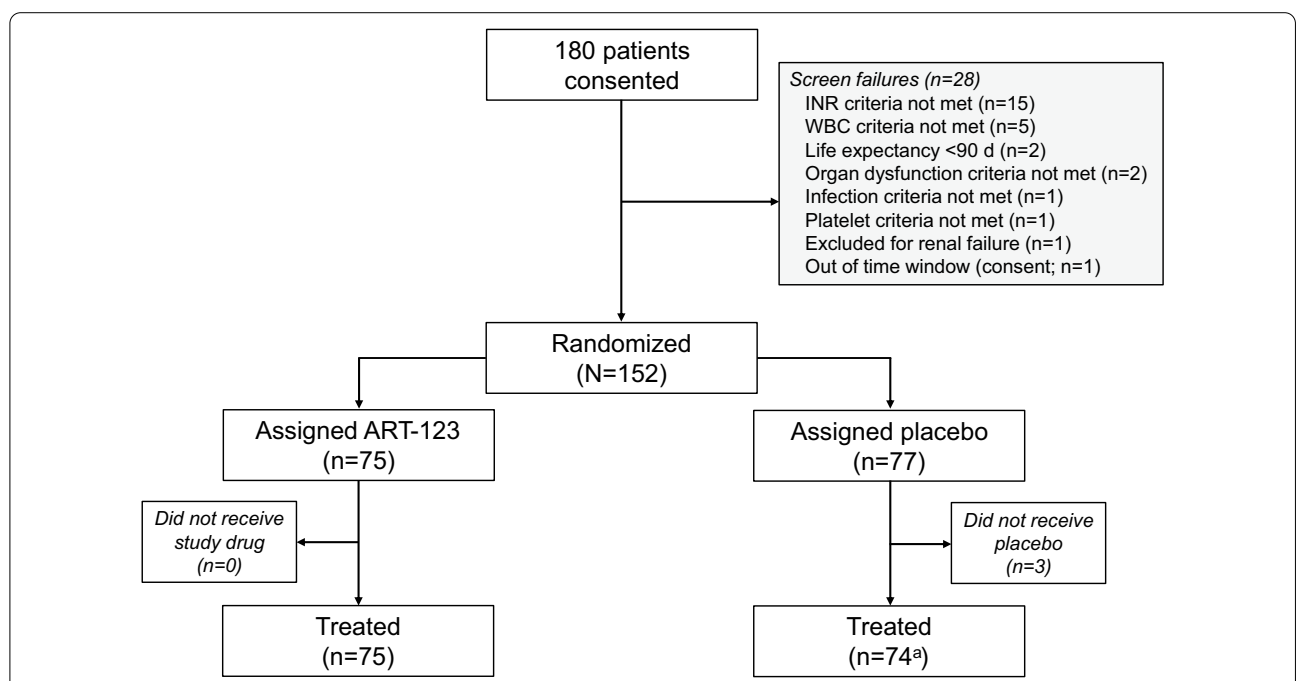 180 patients
consented
Screen failures (n=28)
INR criteria not met (n=15)
WBC criteria not met (n=5)
Life expectancy <90 d (n=2)
Organ dysfunction criteria not met (n=2)
Infection criteria not met (n=1)
Platelet criteria not met (n=1)
Excluded for renal failure (n=1)
Out of time window (consent; n=1)
Randomized
(N=152)
Assigned ART-123
(n=75)
Assigned placebo
(n=77)
Did not receive
study drug
(n=0)
Did not receive
placebo
(n=3)
Treated
(n=75)
Treated
(n=74ᵃ)